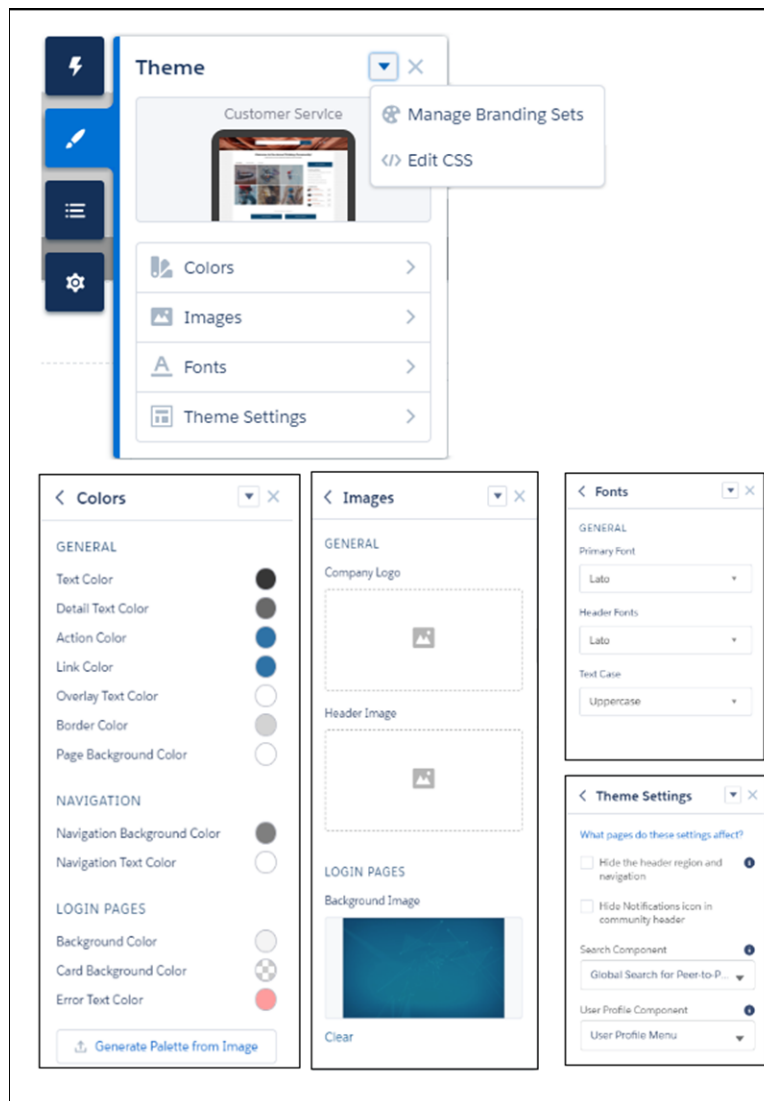 Theme
Customer Service
Manage Branding Sets
</> Edit CSS
Colors
Images
Fonts
Theme Settings
Colors
GENERAL
Text Color
Detail Text Color
Action Color
Link Color
Overlay Text Color
Border Color
Page Background Color
NAVIGATION
Navigation Background Color
Navigation Text Color
LOGIN PAGES
Background Color
Card Background Color
Error Text Color
Generate Palette from Image
Images
GENERAL
Company Logo
Header Image
LOGIN PAGES
Background Image
Clear
Fonts
GENERAL
Primary Font
Lato
Header Fonts
Lato
Text Case
Uppercase
Theme Settings
What pages do these settings affect?
Hide the header region and
navigation
Hide Notifications icon in
community header
Search Component
Global Search for Peer-to-P...
User Profile Component
User Profile Menu